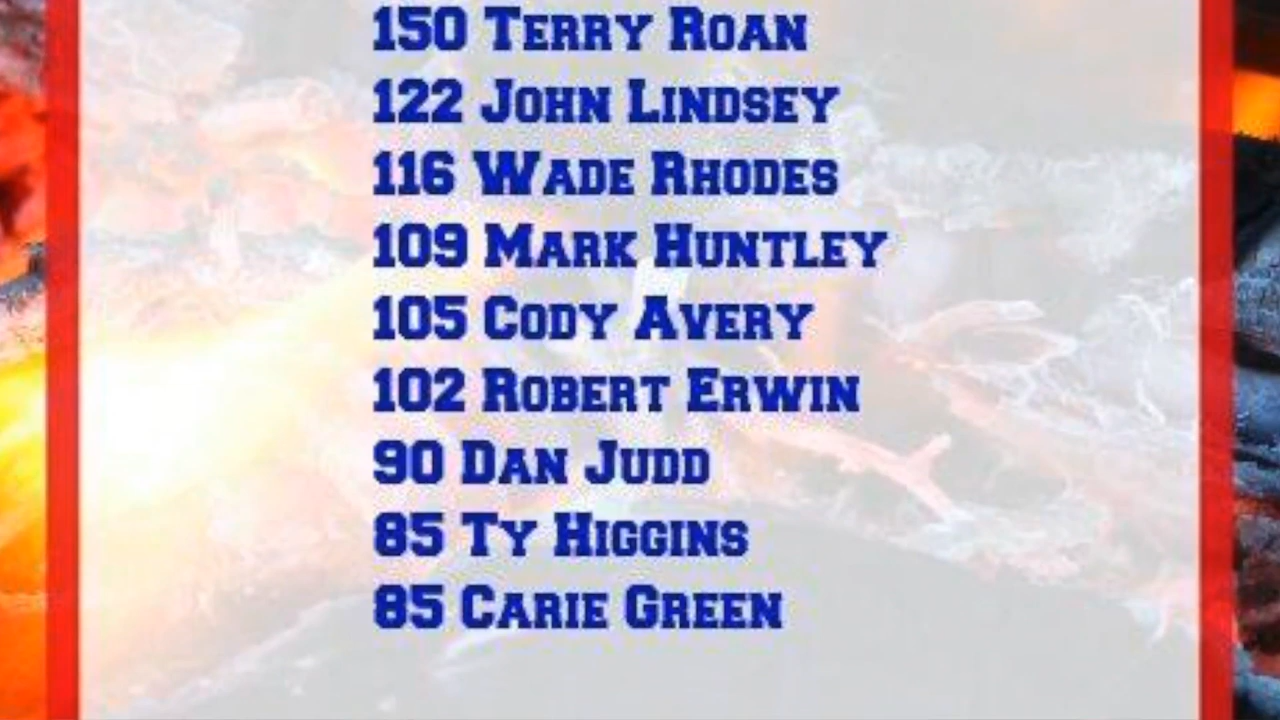 150 Terry Roan
122 John Lindsey
116 Wade Rhodes
109 Mark Huntley
105 Cody Avery
102 Robert Erwin
90 Dan Judd
85 Ty Higgins
85 Carie Green